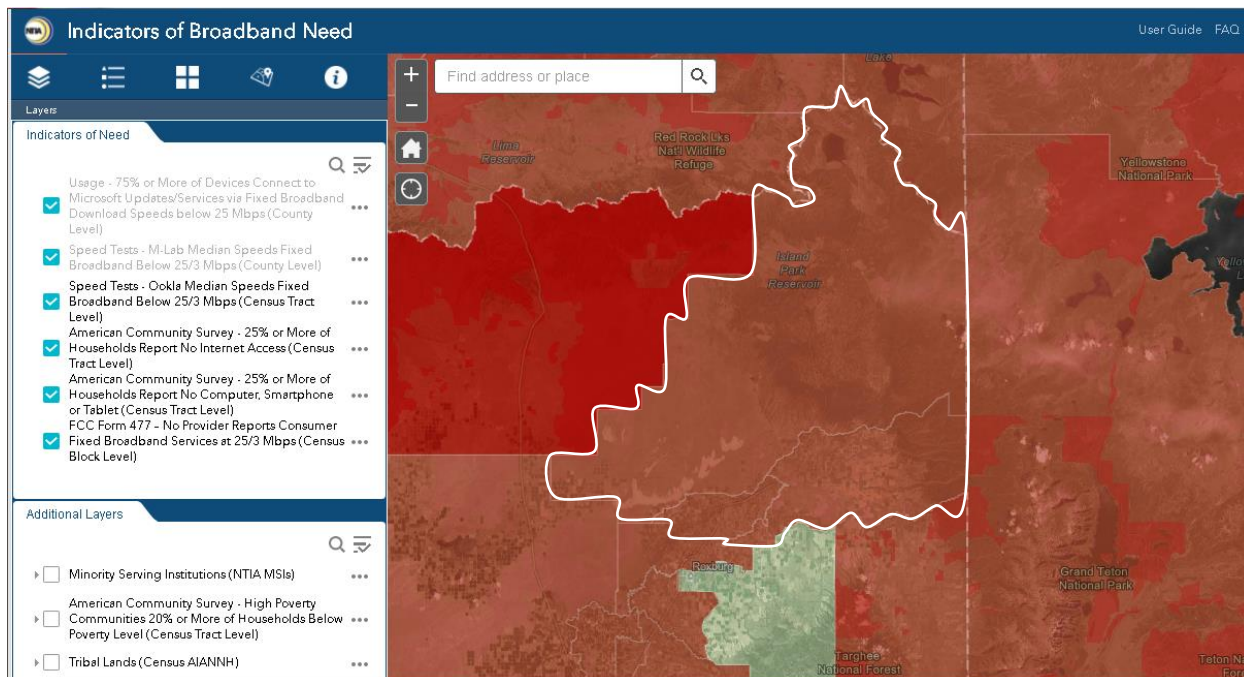 NTIA
Indicators of Broadband Need
User Guide FAQ
Layers
Indicators of Need
Usage - 75% or More of Devices Connect to
Microsoft Updates/Services via Fixed Broadband
Download Speeds below 25 Mbps (County
Level)
Speed Tests - M-Lab Median Speeds Fixed
Broadband Below 25/3 Mbps (County Level)
Speed Tests - Ookla Median Speeds Fixed
Broadband Below 25/3 Mbps (Census Tract
Level)
American Community Survey - 25% or More of
Households Report No Internet Access (Census
Tract Level)
American Community Survey - 25% or More of
Households Report No Computer, Smartphone
or Tablet (Census Tract Level)
FCC Form 477 – No Provider Reports Consumer
Fixed Broadband Services at 25/3 Mbps (Census
Block Level)
Additional Layers
Minority Serving Institutions (NTIA MSIs)
American Community Survey - High Poverty
Communities 20% or More of Households Below
Poverty Level (Census Tract Level)
Tribal Lands (Census AIANNH)
Find address or place
Lake
Lima
Reservoir
Red Rock Lks
Nat'l Wildlife
Refuge
Yellowstone
National Park
Island
Park
Reservoir
Yello
L
Rexburg
Grand Teton
National Park
Targhee
National Forest
Teton Na
For